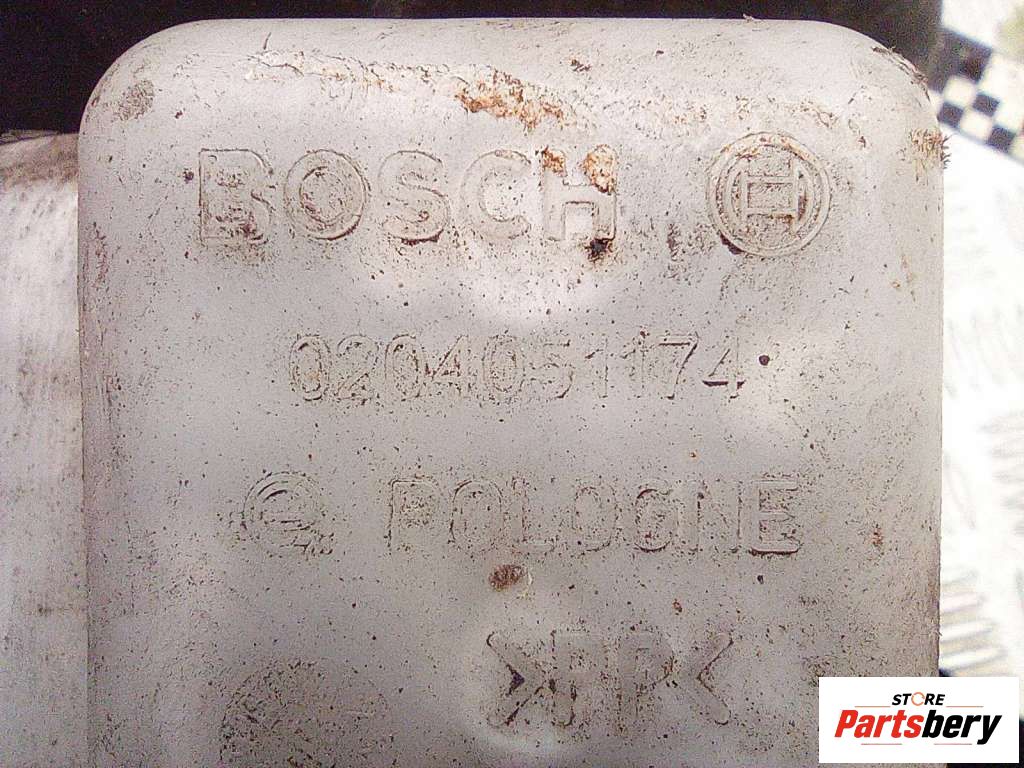 BOSCH
0204051174
POLOGNE
>PP<
STORE
Partsbery